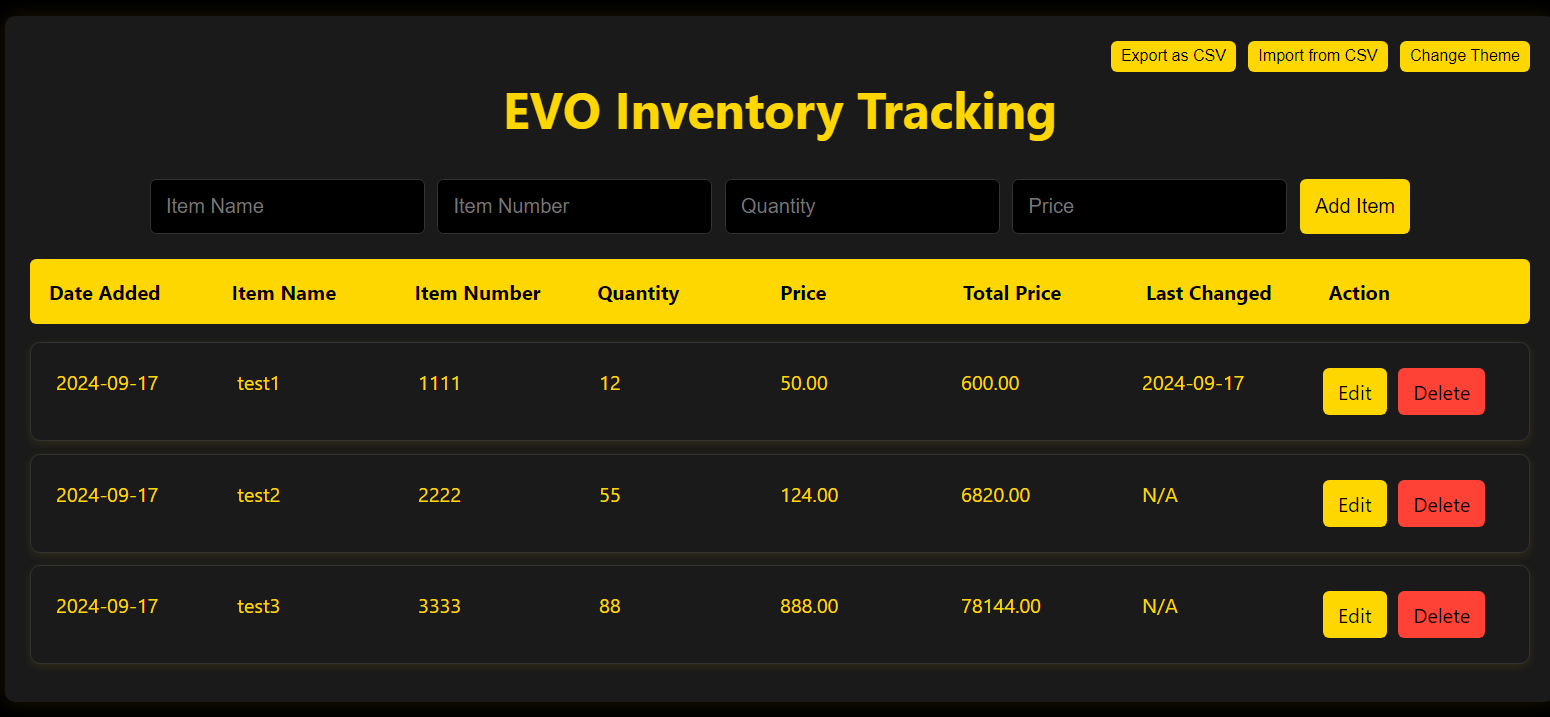 Export as CSV Import from CSV Change Theme
EVO Inventory Tracking
Item Name Item Number Quantity Price Add Item
Date Added Item Name Item Number Quantity Price Total Price Last Changed Action
2024-09-17 test1 1111 12 50.00 600.00 2024-09-17 Edit Delete
2024-09-17 test2 2222 55 124.00 6820.00 N/A Edit Delete
2024-09-17 test3 3333 88 888.00 78144.00 N/A Edit Delete